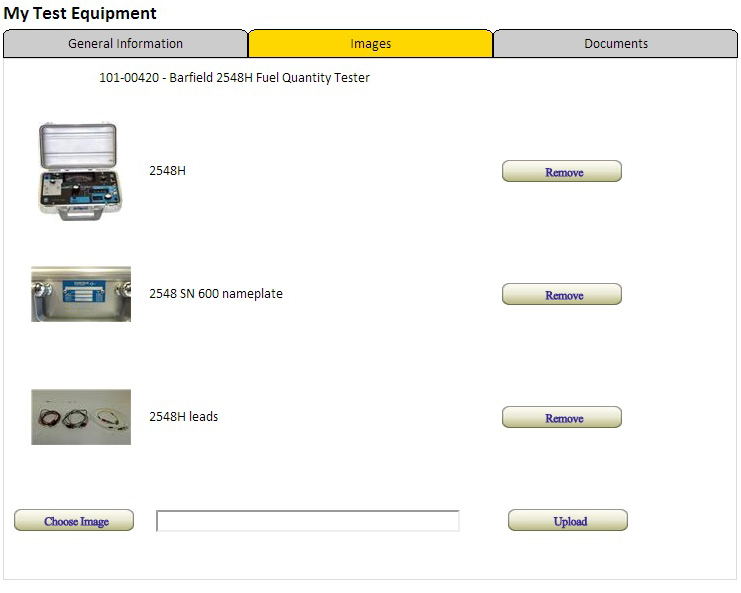 My Test Equipment
General Information
Images
Documents
101-00420 - Barfield 2548H Fuel Quantity Tester
2548H
Remove
2548 SN 600 nameplate
Remove
2548H leads
Remove
Choose Image
Upload